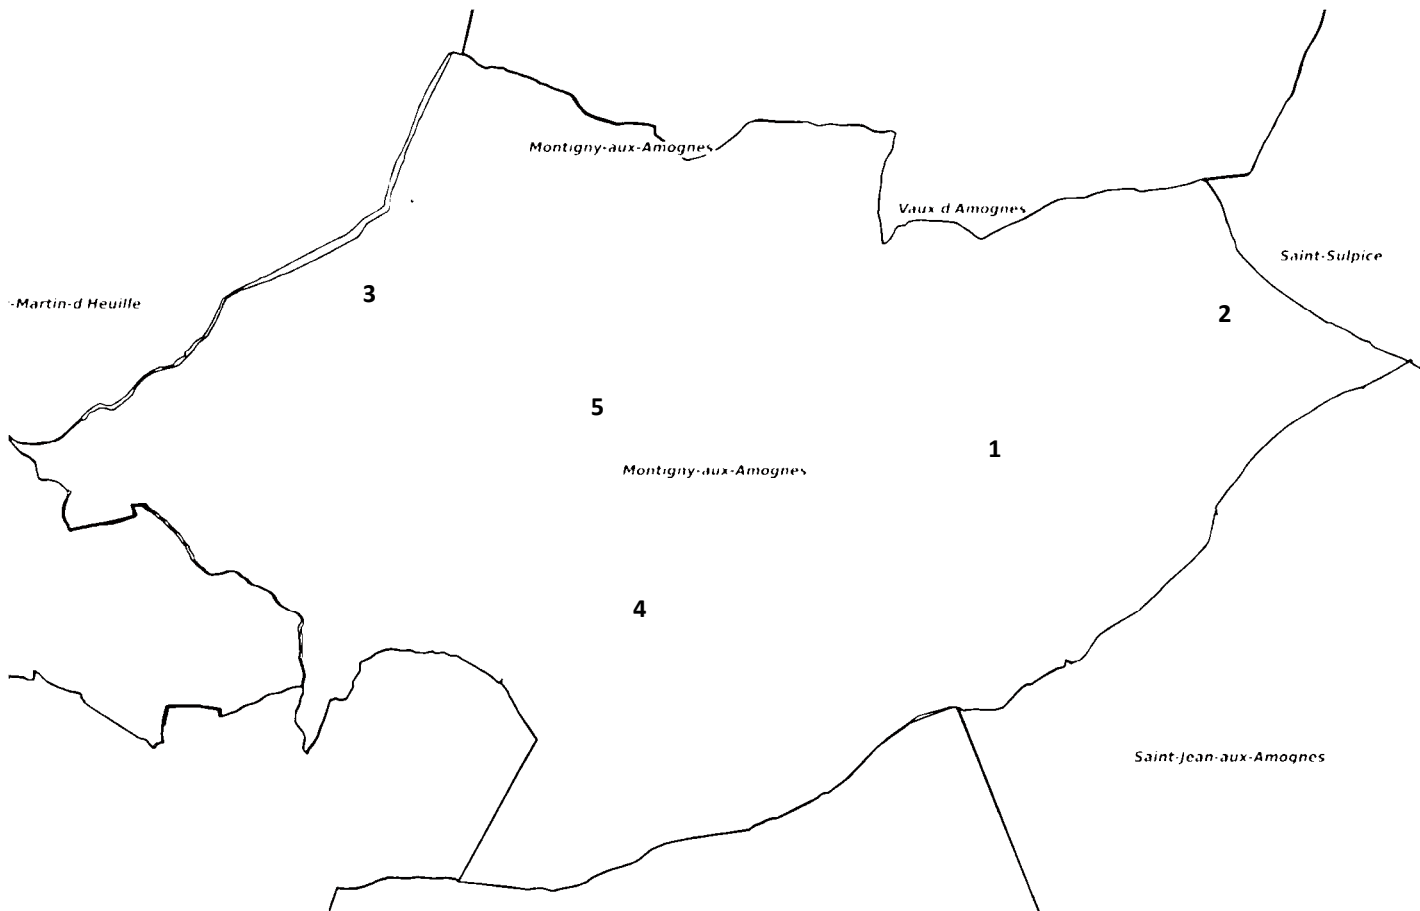 Montigny-aux-Amognes
Vaux d Amognes
Saint-Sulpice
-Martin-d Heuille
3
2
5
1
Montigny-aux-Amognes
4
Saint-Jean-aux-Amognes